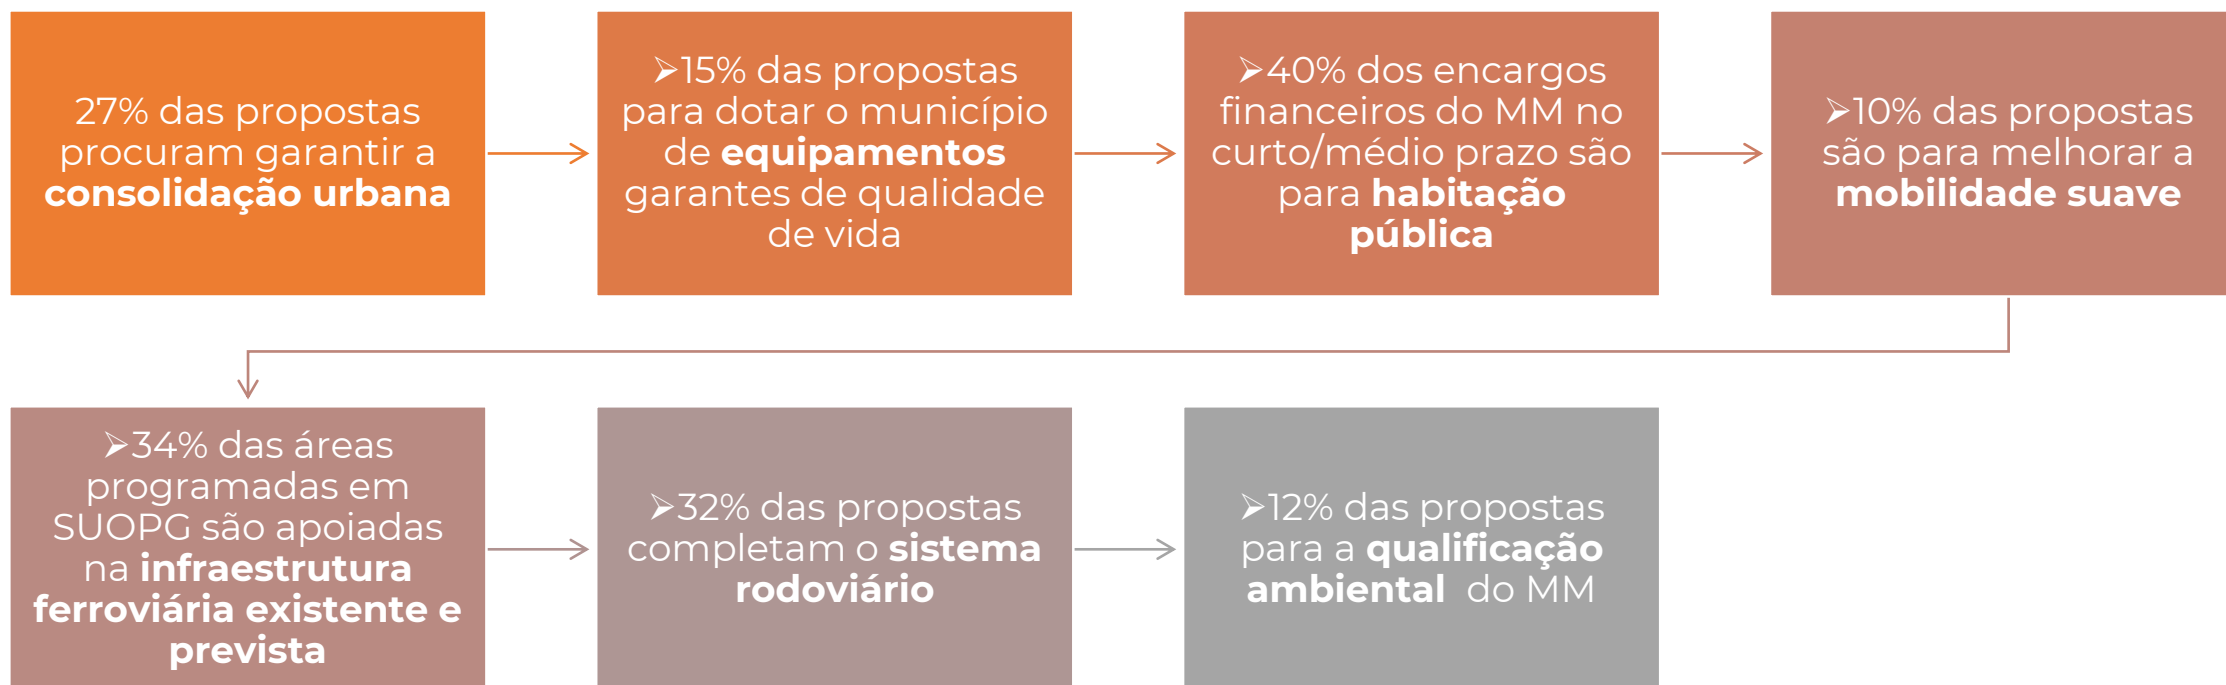 27% das propostas
procuram garantir a
consolidação urbana
➢15% das propostas
para dotar o município
de equipamentos
garantes de qualidade
de vida
➢40% dos encargos
financeiros do MM no
curto/médio prazo são
para habitação
pública
➢10% das propostas
são para melhorar a
mobilidade suave
➢34% das áreas
programadas em
SUOPG são apoiadas
na infraestrutura
ferroviária existente e
prevista
➢32% das propostas
completam o sistema
rodoviário
➢12% das propostas
para a qualificação
ambiental do MM